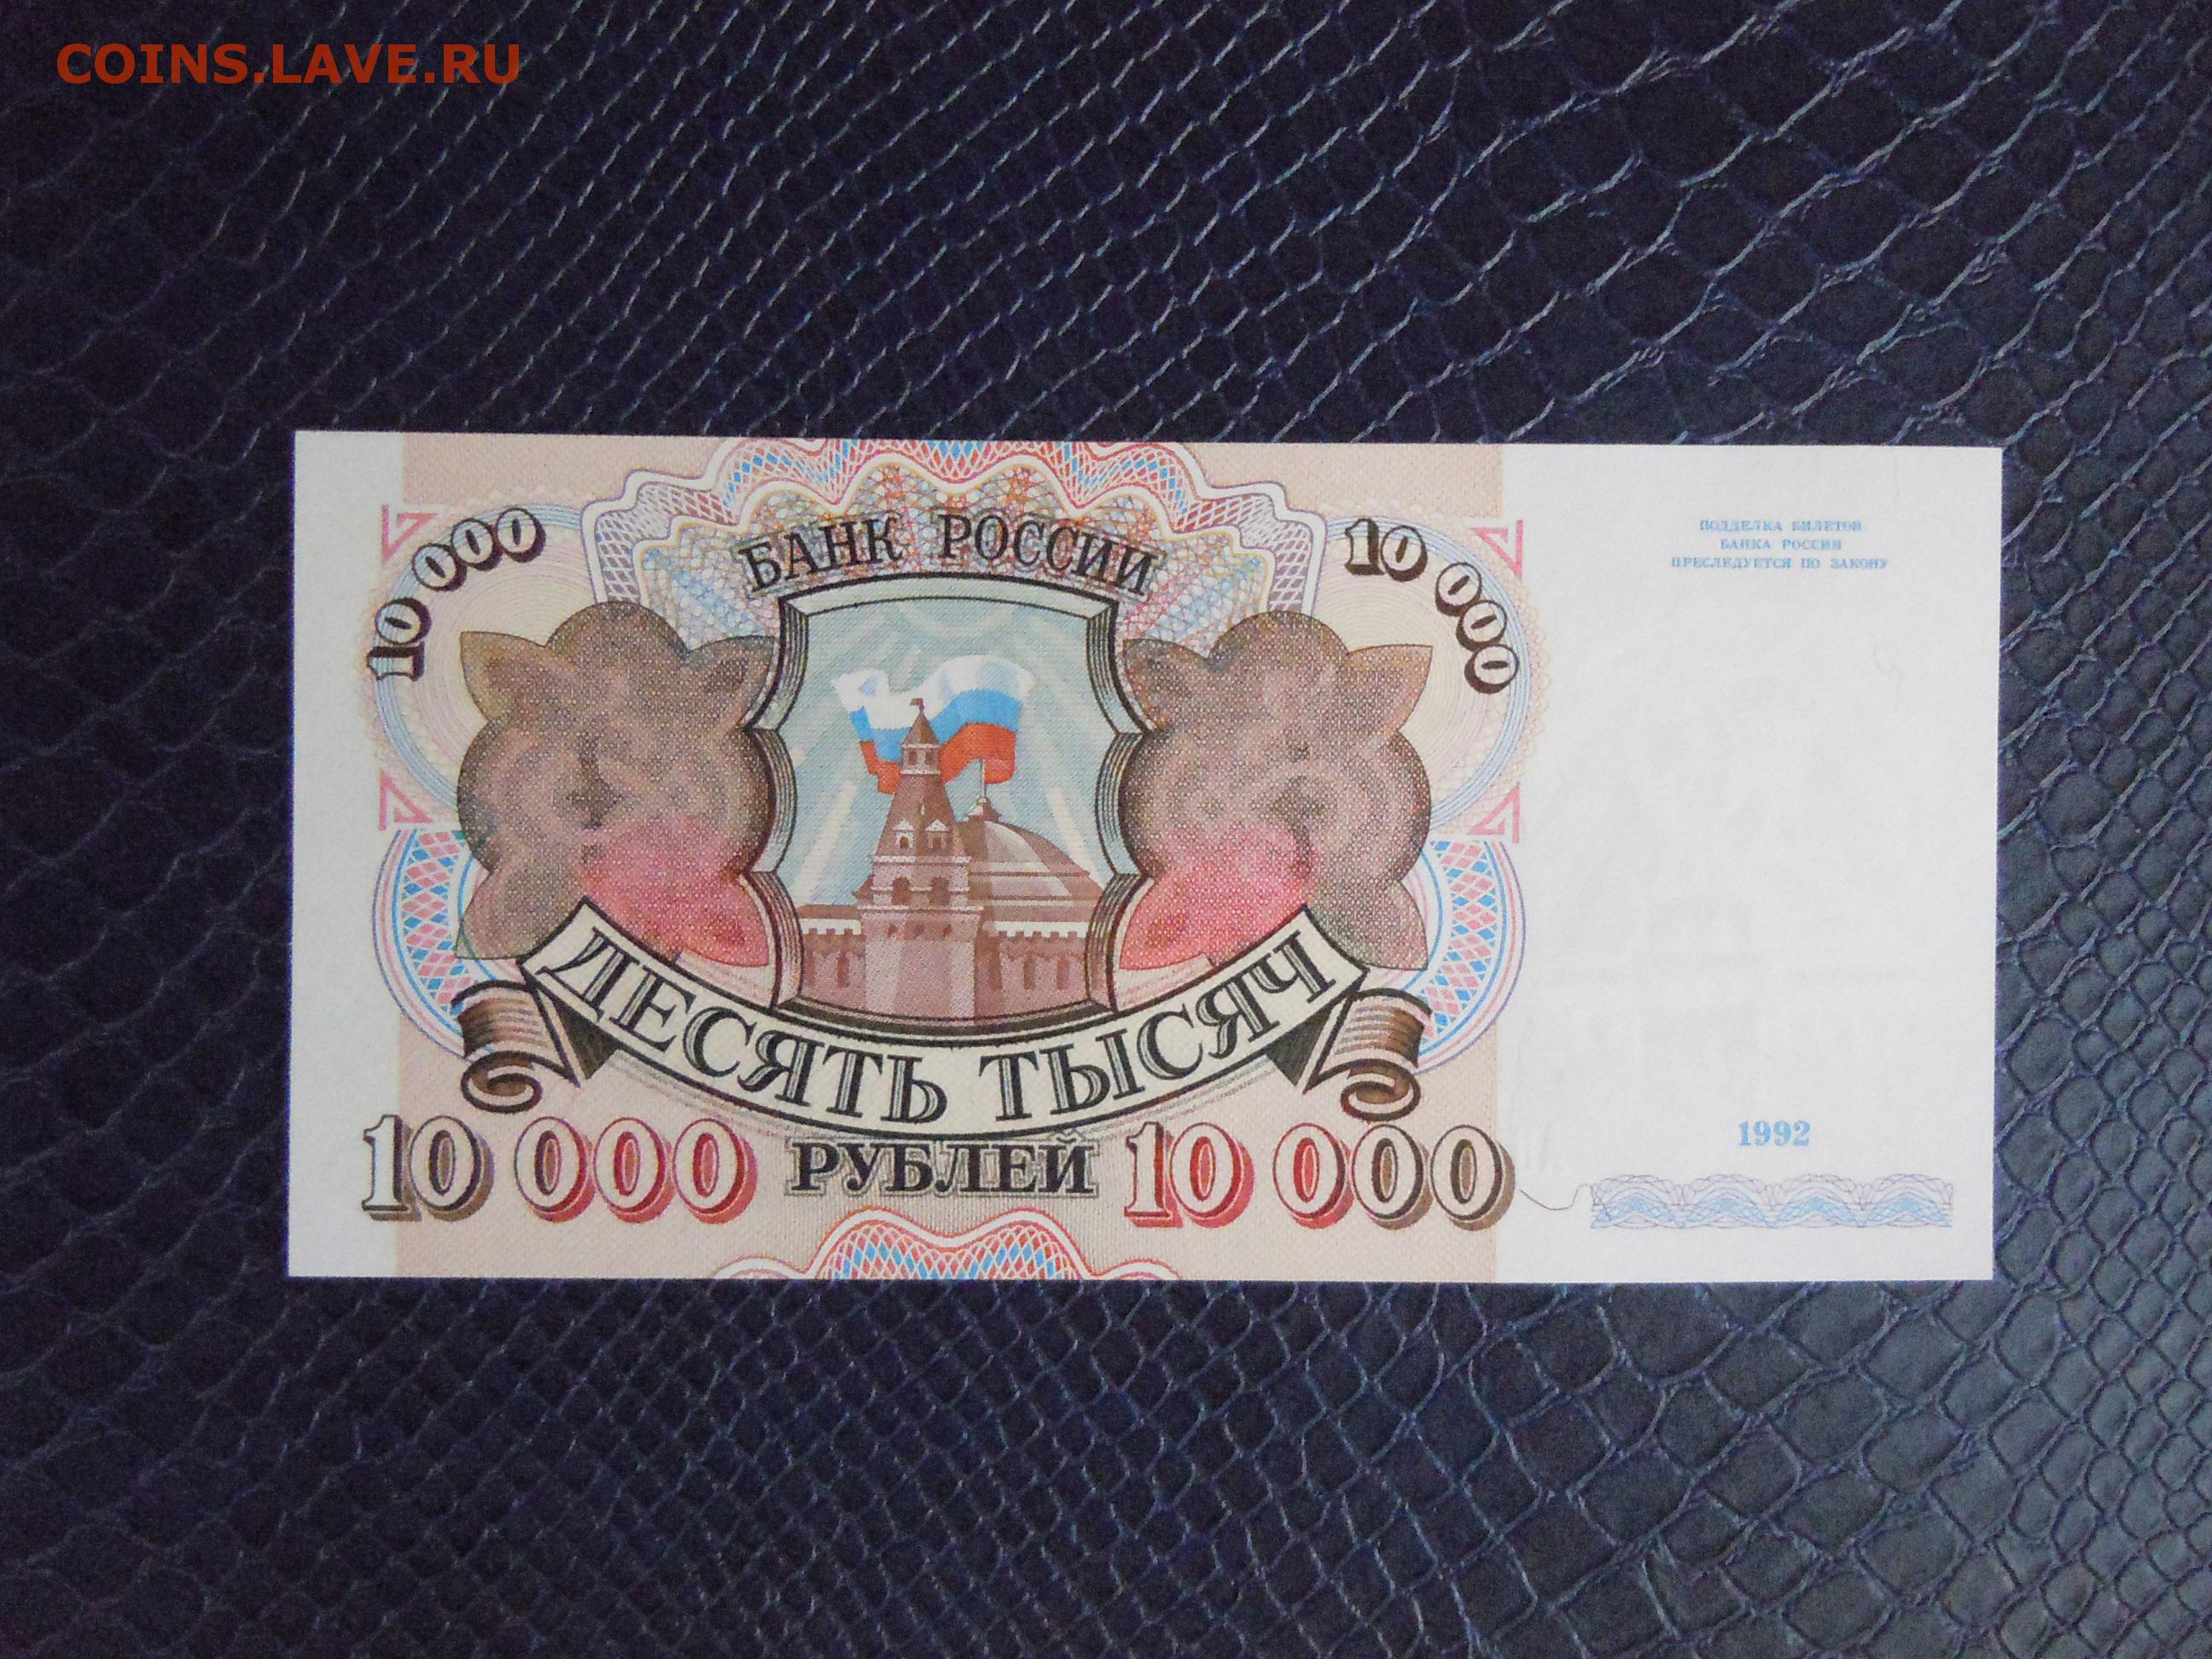 COINS.LAVE.RU
10 000
БАНК РОССИИ
10 000
ПОДДЕЛКА БИЛЕТОВ
БАНКА РОССИИ
ПРЕСЛЕДУЕТСЯ ПО ЗАКОНУ
ДЕСЯТЬ ТЫСЯЧ
10 000 РУБЛЕЙ 10 000
1992